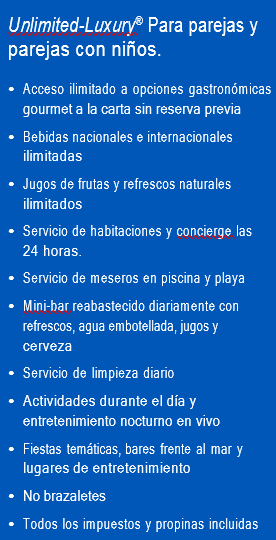 Unlimited-Luxury® Para parejas y
parejas con niños.
• Acceso ilimitado a opciones gastronómicas
gourmet a la carta sin reserva previa
• Bebidas nacionales e internacionales
ilimitadas
• Jugos de frutas y refrescos naturales
ilimitados
• Servicio de habitaciones y concierge las
24 horas.
• Servicio de meseros en piscina y playa
• Mini-bar reabastecido diariamente con
refrescos, agua embotellada, jugos y
cerveza
• Servicio de limpieza diario
• Actividades durante el día y
entretenimiento nocturno en vivo
• Fiestas temáticas, bares frente al mar y
lugares de entretenimiento
• No brazaletes
• Todos los impuestos y propinas incluidas